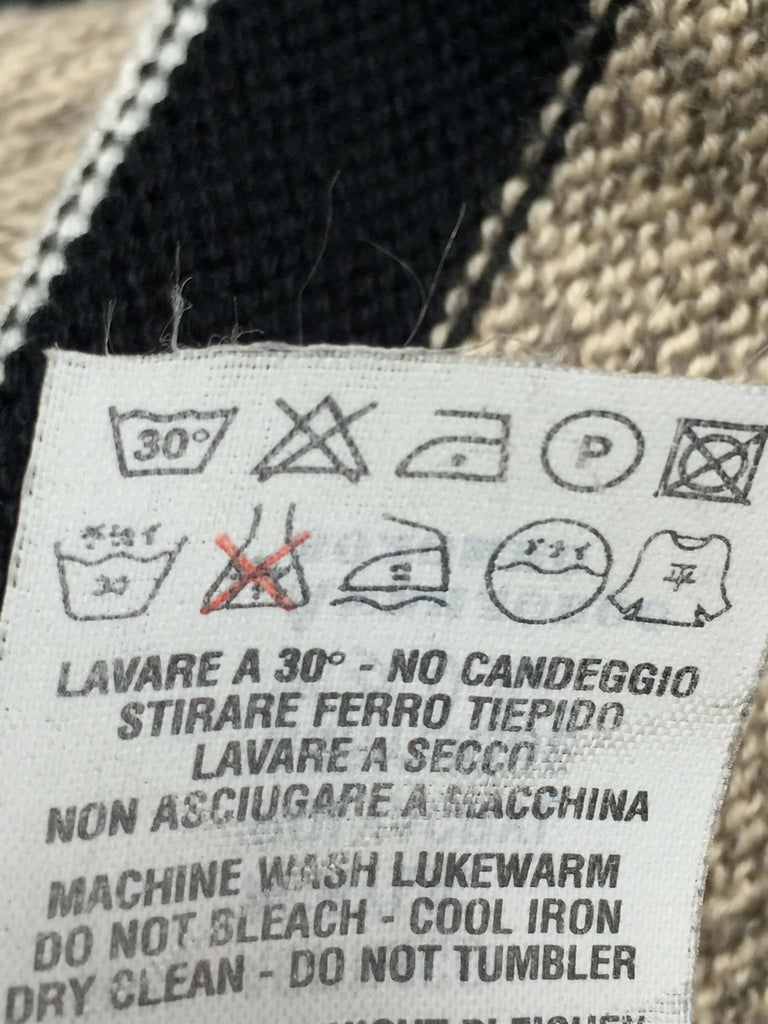 30°
P
30
LAVARE A 30° - NO CANDEGGIO
STIRARE FERRO TIEPIDO
LAVARE A SECCO
NON ASCIUGARE A MACCHINA
MACHINE WASH LUKEWARM
DO NOT BLEACH - COOL IRON
DRY CLEAN - DO NOT TUMBLER